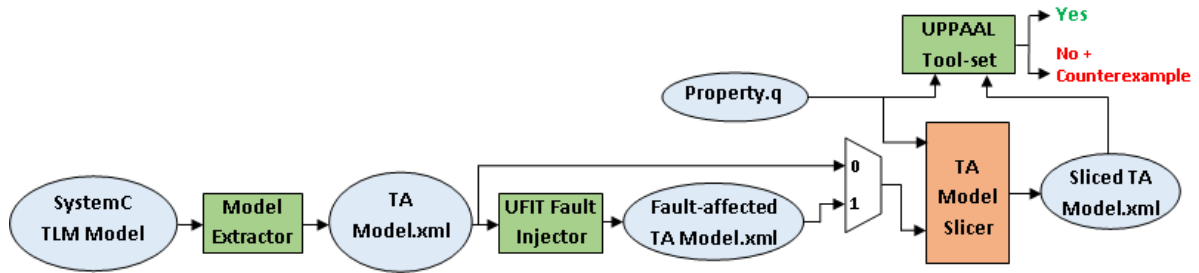 UPPAAL
Tool-set
Yes
No +
Counterexample
Property.q
SystemC
TLM Model
Model
Extractor
TA
Model.xml
UFIT Fault
Injector
Fault-affected
TA Model.xml
0
1
TA
Model
Slicer
Sliced TA
Model.xml